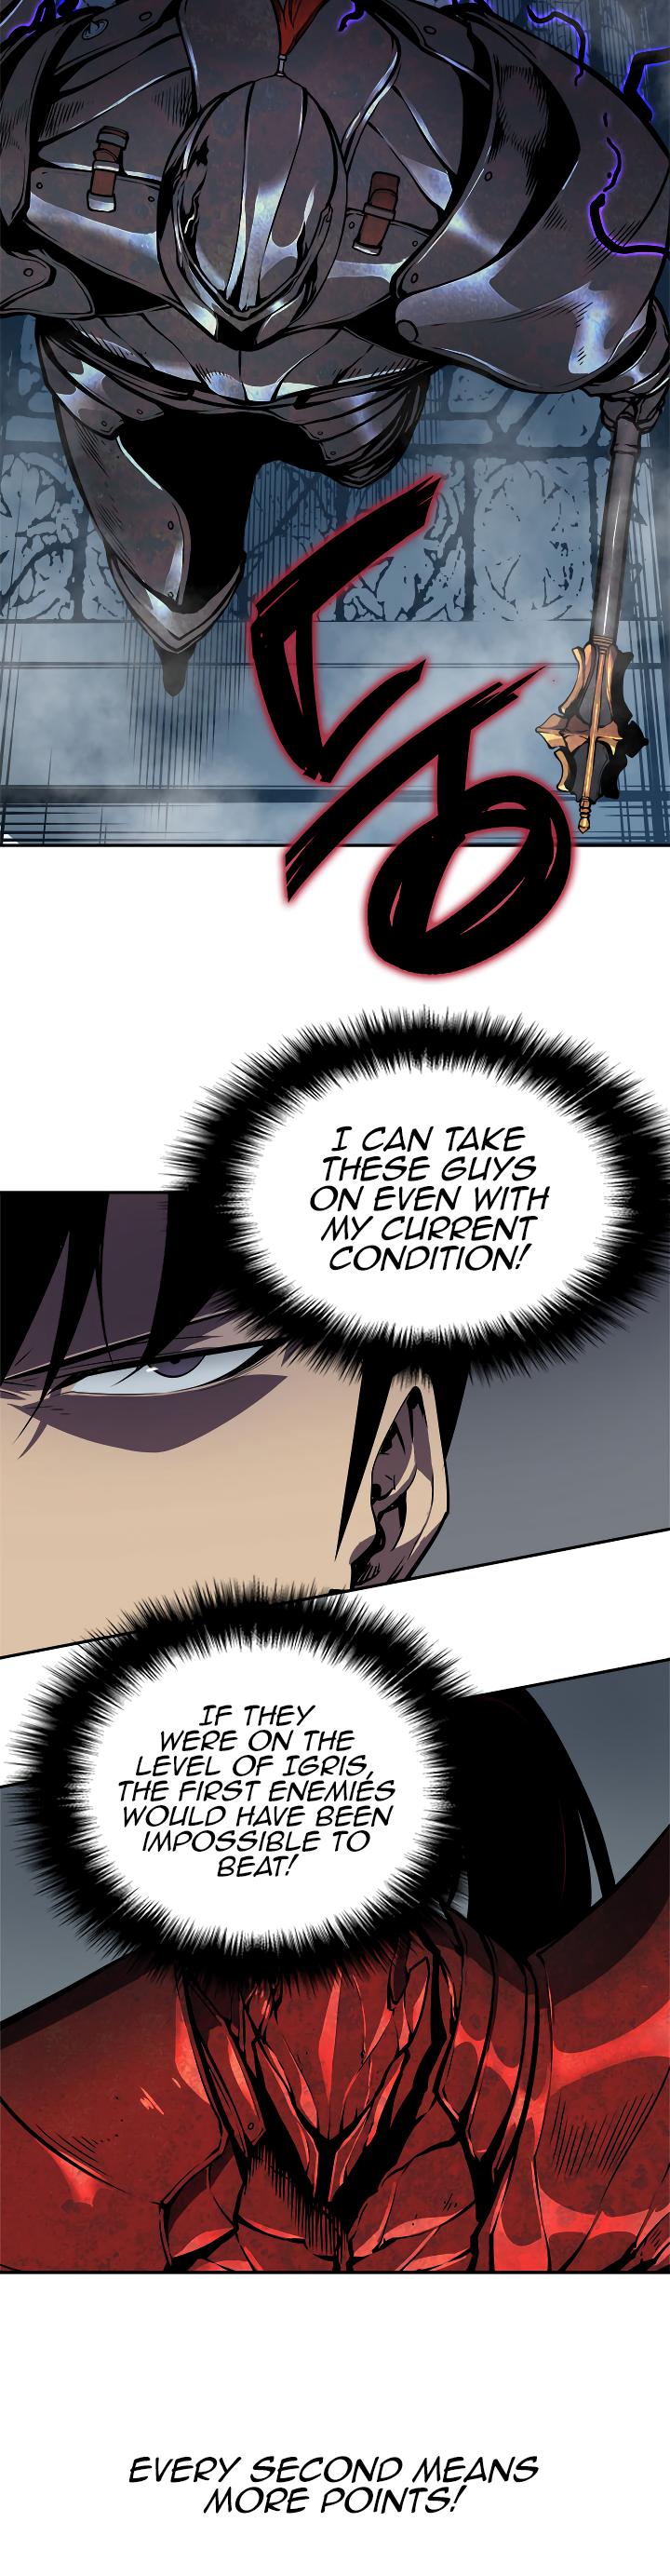 둥
I CAN TAKE
THESE GUYS
ON EVEN WITH
MY CURRENT
CONDITION!
IF THEY
WERE ON THE
LEVEL OF IGRIS,
THE FIRST ENEMIES
WOULD HAVE BEEN
IMPOSSIBLE TO
BEAT!
EVERY SECOND MEANS
MORE POINTS!